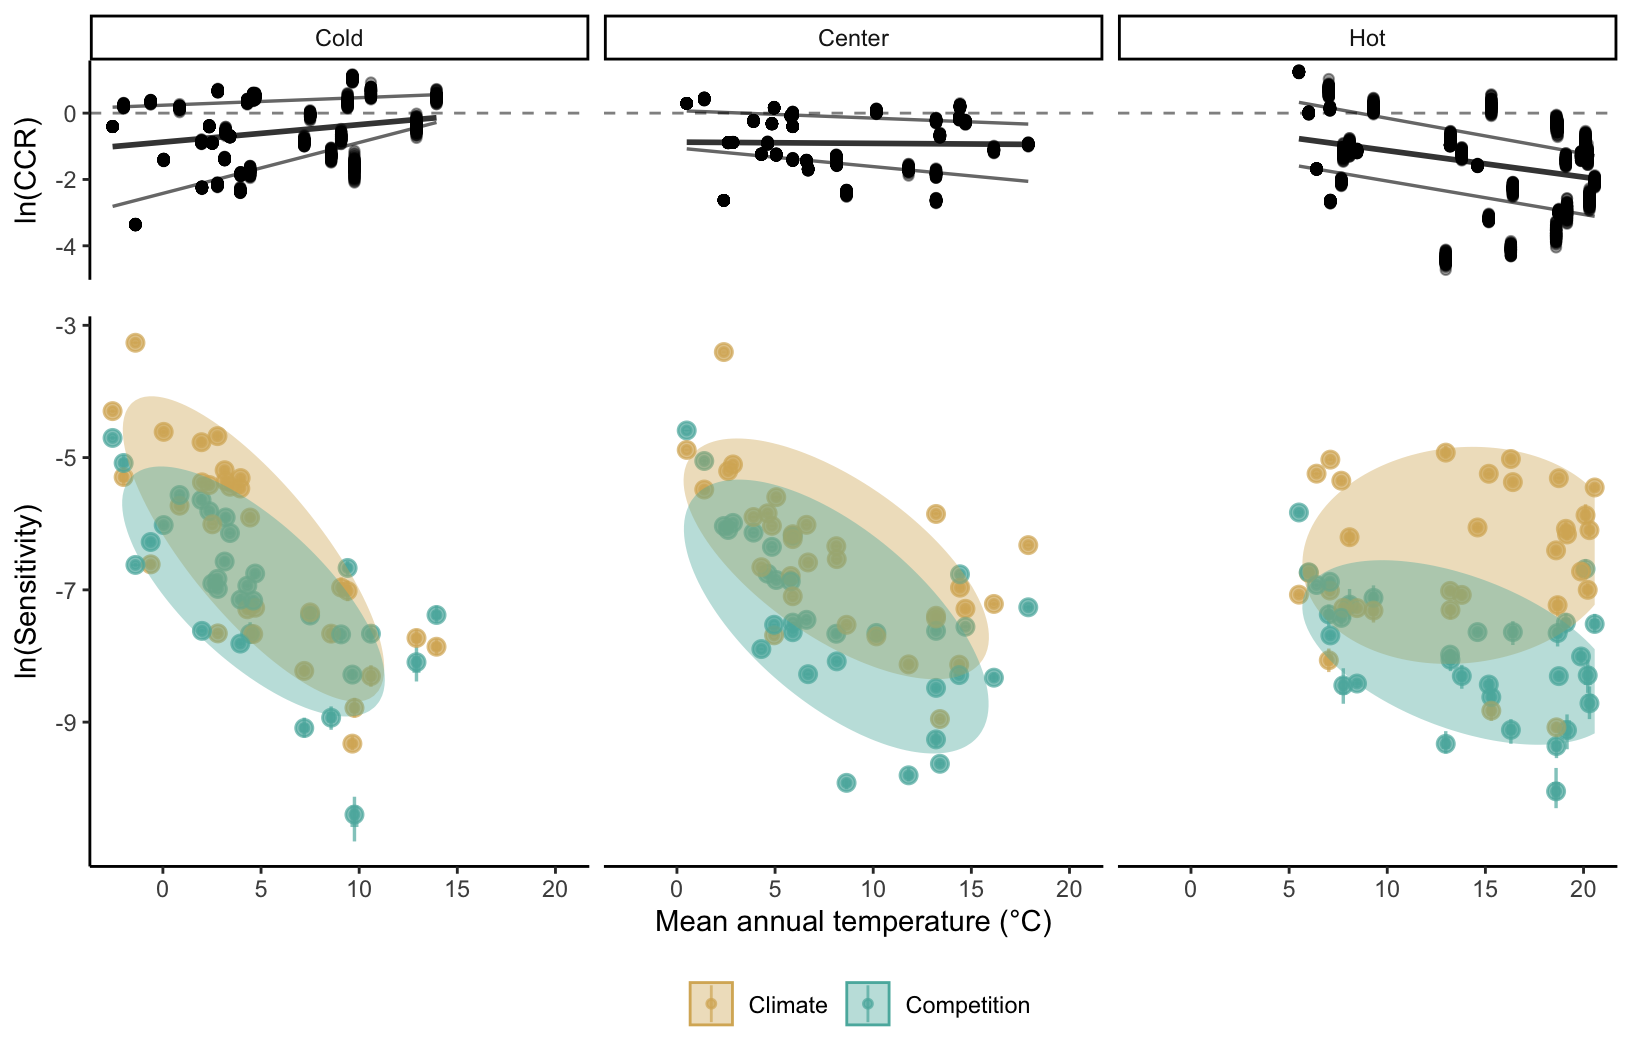 Cold Center Hot
ln(CCR)
0
-2
-4
ln(Sensitivity)
-3
-5
-7
-9
0 5 10 15 20 0 5 10 15 20 0 5 10 15 20
Mean annual temperature (°C)
Climate Competition